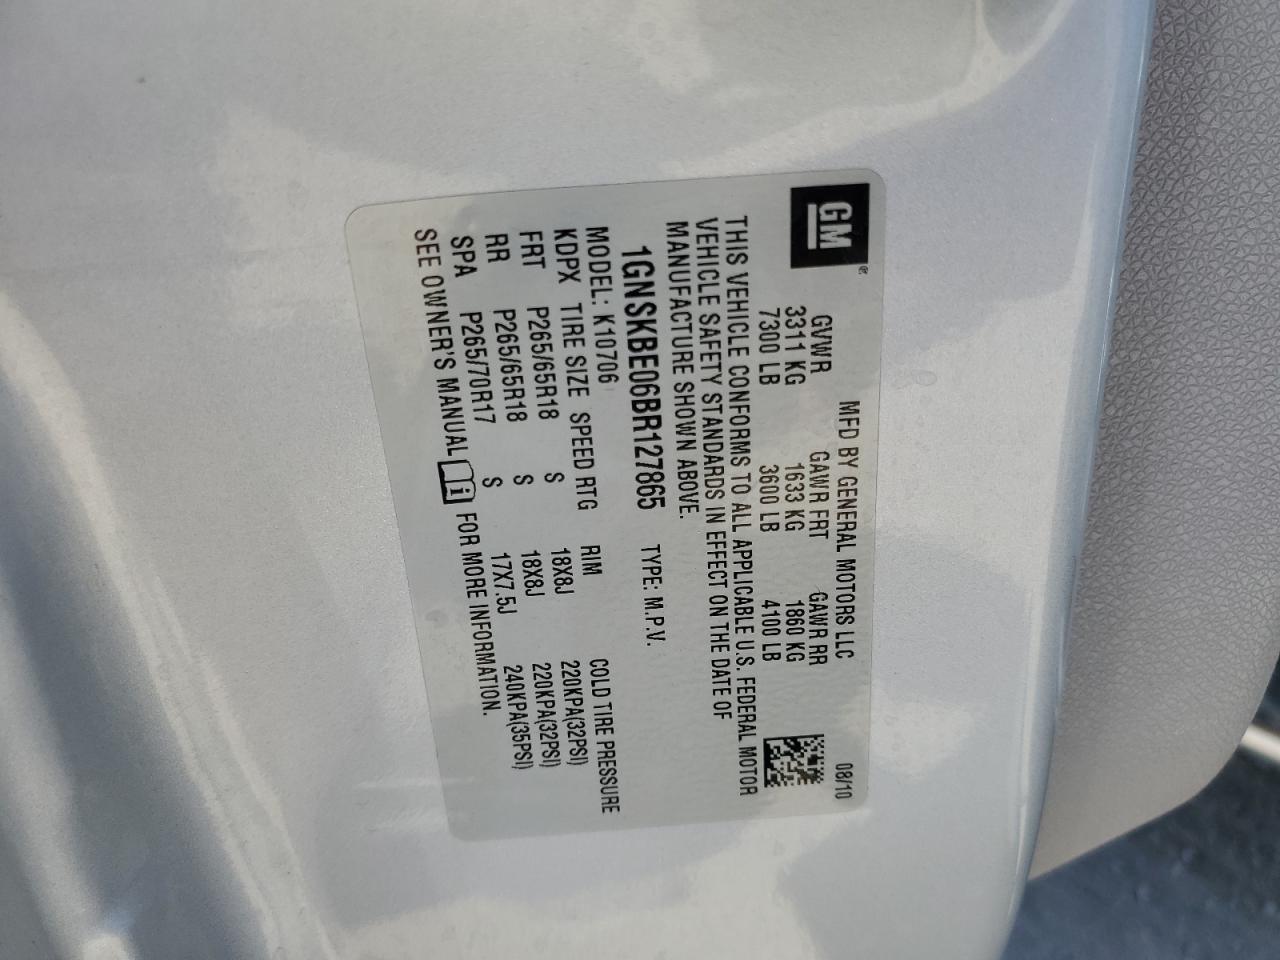 GM®
MFD BY GENERAL MOTORS LLC 08/10
GVWR GAWR FRT GAWR RR
3311 KG 1633 KG 1860 KG
7300 LB 3600 LB 4100 LB
THIS VEHICLE CONFORMS TO ALL APPLICABLE U.S. FEDERAL MOTOR
VEHICLE SAFETY STANDARDS IN EFFECT ON THE DATE OF
MANUFACTURE SHOWN ABOVE.
1GNSKBE06BR127865 TYPE: M.P.V.
MODEL: K10706
KDPX TIRE SIZE SPEED RTG RIM COLD TIRE PRESSURE
FRT P265/65R18 S 18X8J 220KPA(32PSI)
RR P265/65R18 S 18X8J 220KPA(32PSI)
SPA P265/70R17 S 17X7.5J 240KPA(35PSI)
SEE OWNER'S MANUAL i FOR MORE INFORMATION.